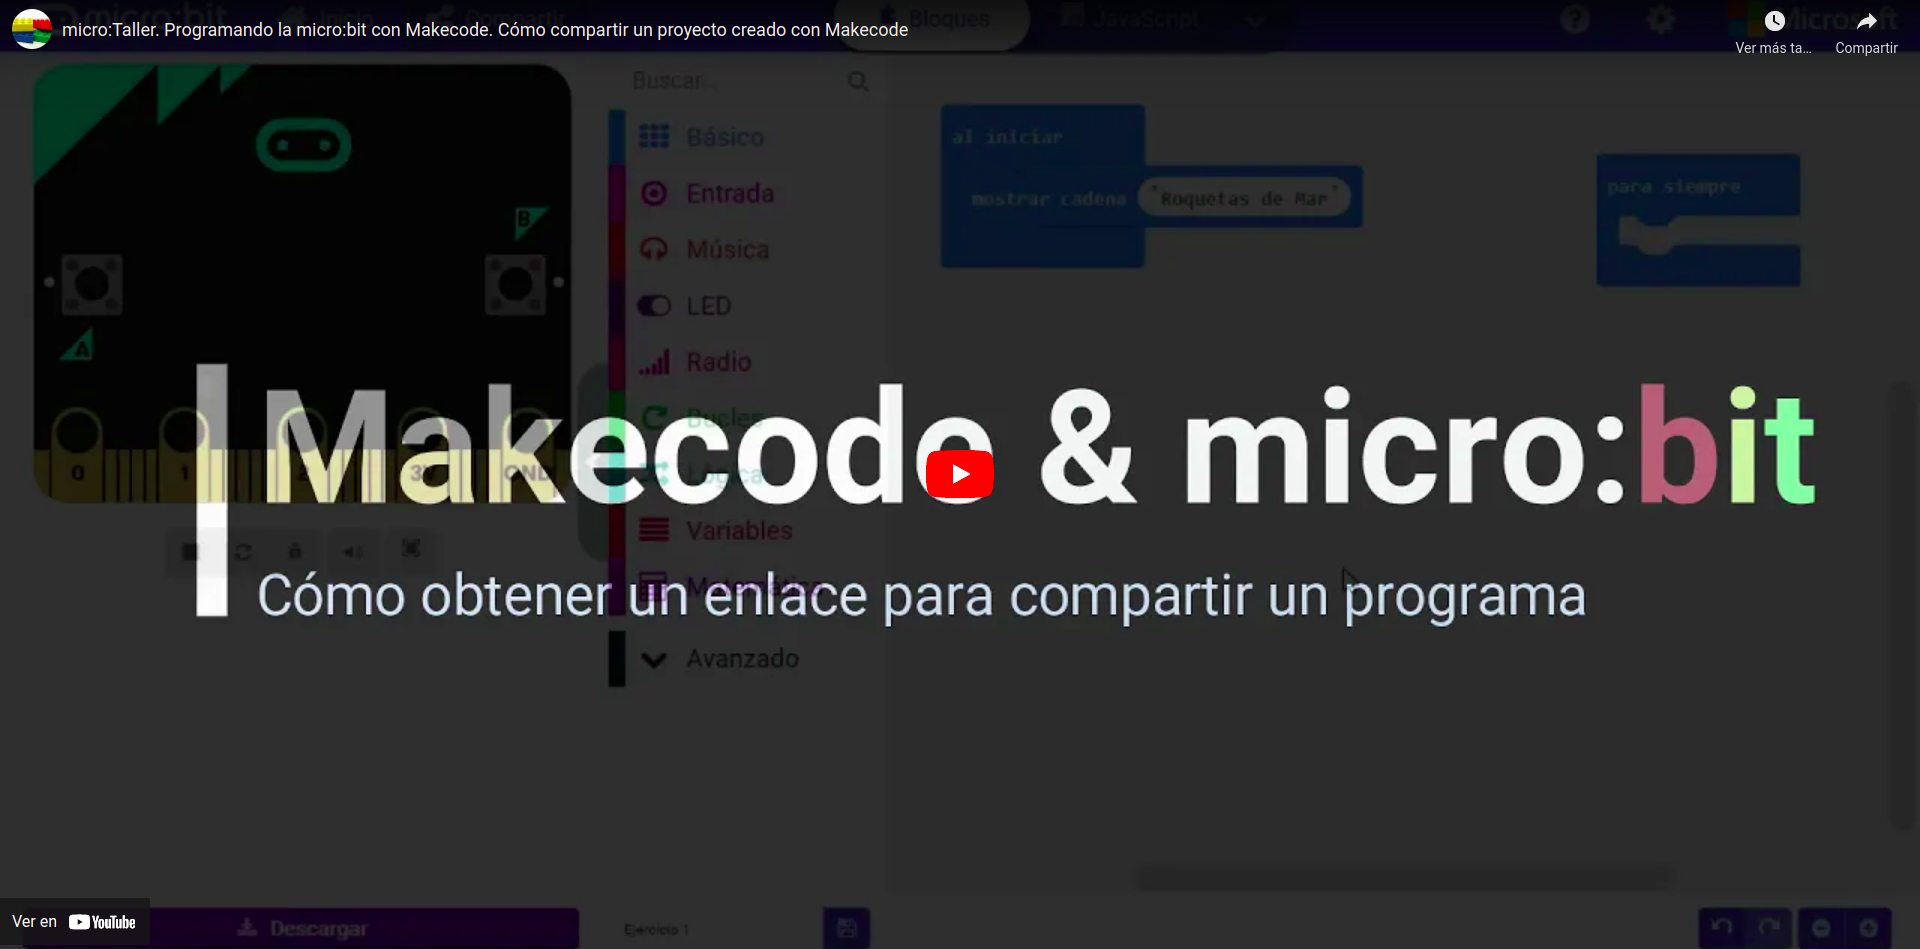 micro:Taller. Programando la micro:bit con Makecode. Cómo compartir un proyecto creado con Makecode
Ver más ta...
Compartir
micro:bit
Compartir
Bloques
JavaScript
Microsoft
Buscar...
Básico
Entrada
Música
LED
Radio
Bucles
Lógica
Variables
Matemática
Avanzado
al iniciar
mostrar cadena "Roquetas de Mar"
para siempre
B
A
0 1 2 3V GND
Makecode & micro:bit
Cómo obtener un enlace para compartir un programa
Ver en YouTube
Descargar
Ejercicio 1